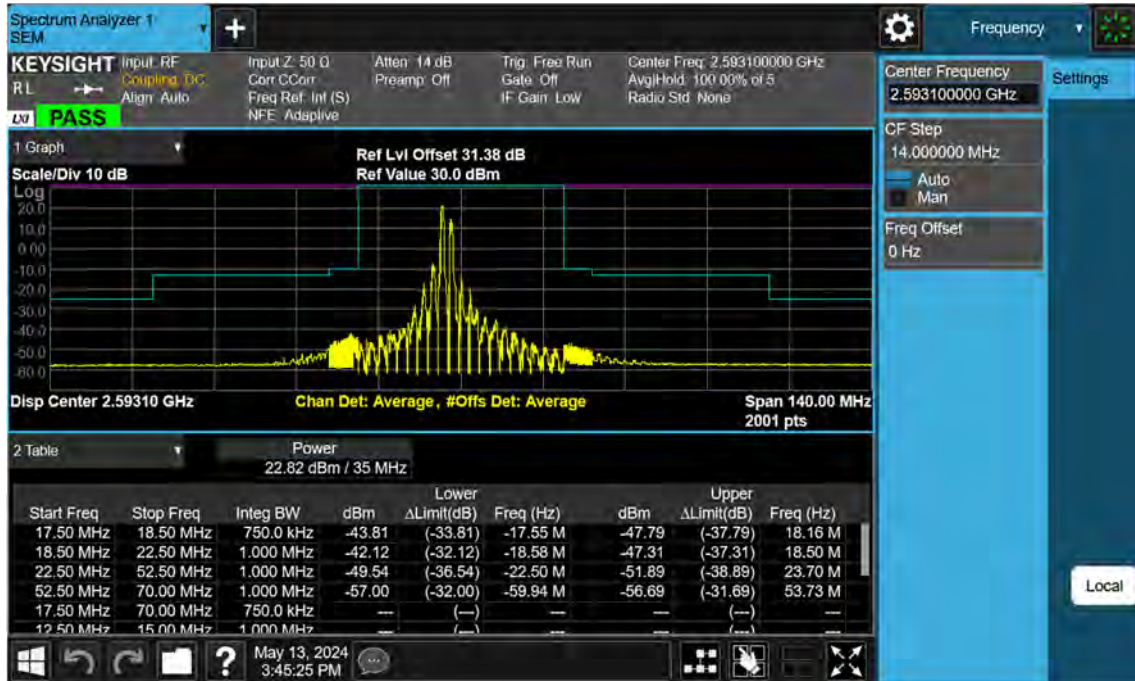 Spectrum Analyzer 1
SEM
+
Frequency
KEYSIGHT
RL
LXI
PASS
Input: RF
Coupling: DC
Align: Auto
Input Z: 50 Ω
Corr CCorr
Freq Ref: Int (S)
NFE: Adaptive
Atten: 14 dB
Preamp: Off
Trig: Free Run
Gate: Off
IF Gain: Low
Center Freq: 2.593100000 GHz
Avg|Hold: 100.00% of 5
Radio Std: None
Center Frequency
2.593100000 GHz
Settings
CF Step
14.000000 MHz
Auto
Man
Freq Offset
0 Hz
Local
1 Graph
Scale/Div 10 dB
Ref Lvl Offset 31.38 dB
Ref Value 30.0 dBm
Log
20.0
10.0
0.00
-10.0
-20.0
-30.0
-40.0
-50.0
-60.0
Disp Center 2.59310 GHz
Chan Det: Average, #Offs Det: Average
Span 140.00 MHz
2001 pts
2 Table
Power
22.82 dBm / 35 MHz
Lower Upper
Start Freq Stop Freq Integ BW dBm ΔLimit(dB) Freq (Hz) dBm ΔLimit(dB) Freq (Hz)
17.50 MHz 18.50 MHz 750.0 kHz -43.81 (-33.81) -17.55 M -47.79 (-37.79) 18.16 M
18.50 MHz 22.50 MHz 1.000 MHz -42.12 (-32.12) -18.58 M -47.31 (-37.31) 18.50 M
22.50 MHz 52.50 MHz 1.000 MHz -49.54 (-36.54) -22.50 M -51.89 (-38.89) 23.70 M
52.50 MHz 70.00 MHz 1.000 MHz -57.00 (-32.00) -59.94 M -56.69 (-31.69) 53.73 M
17.50 MHz 70.00 MHz 750.0 kHz --- (---) --- --- (---) ---
12.50 MHz 15.00 MHz 1.000 MHz --- (---) --- --- (---) ---
?
May 13, 2024
3:45:25 PM